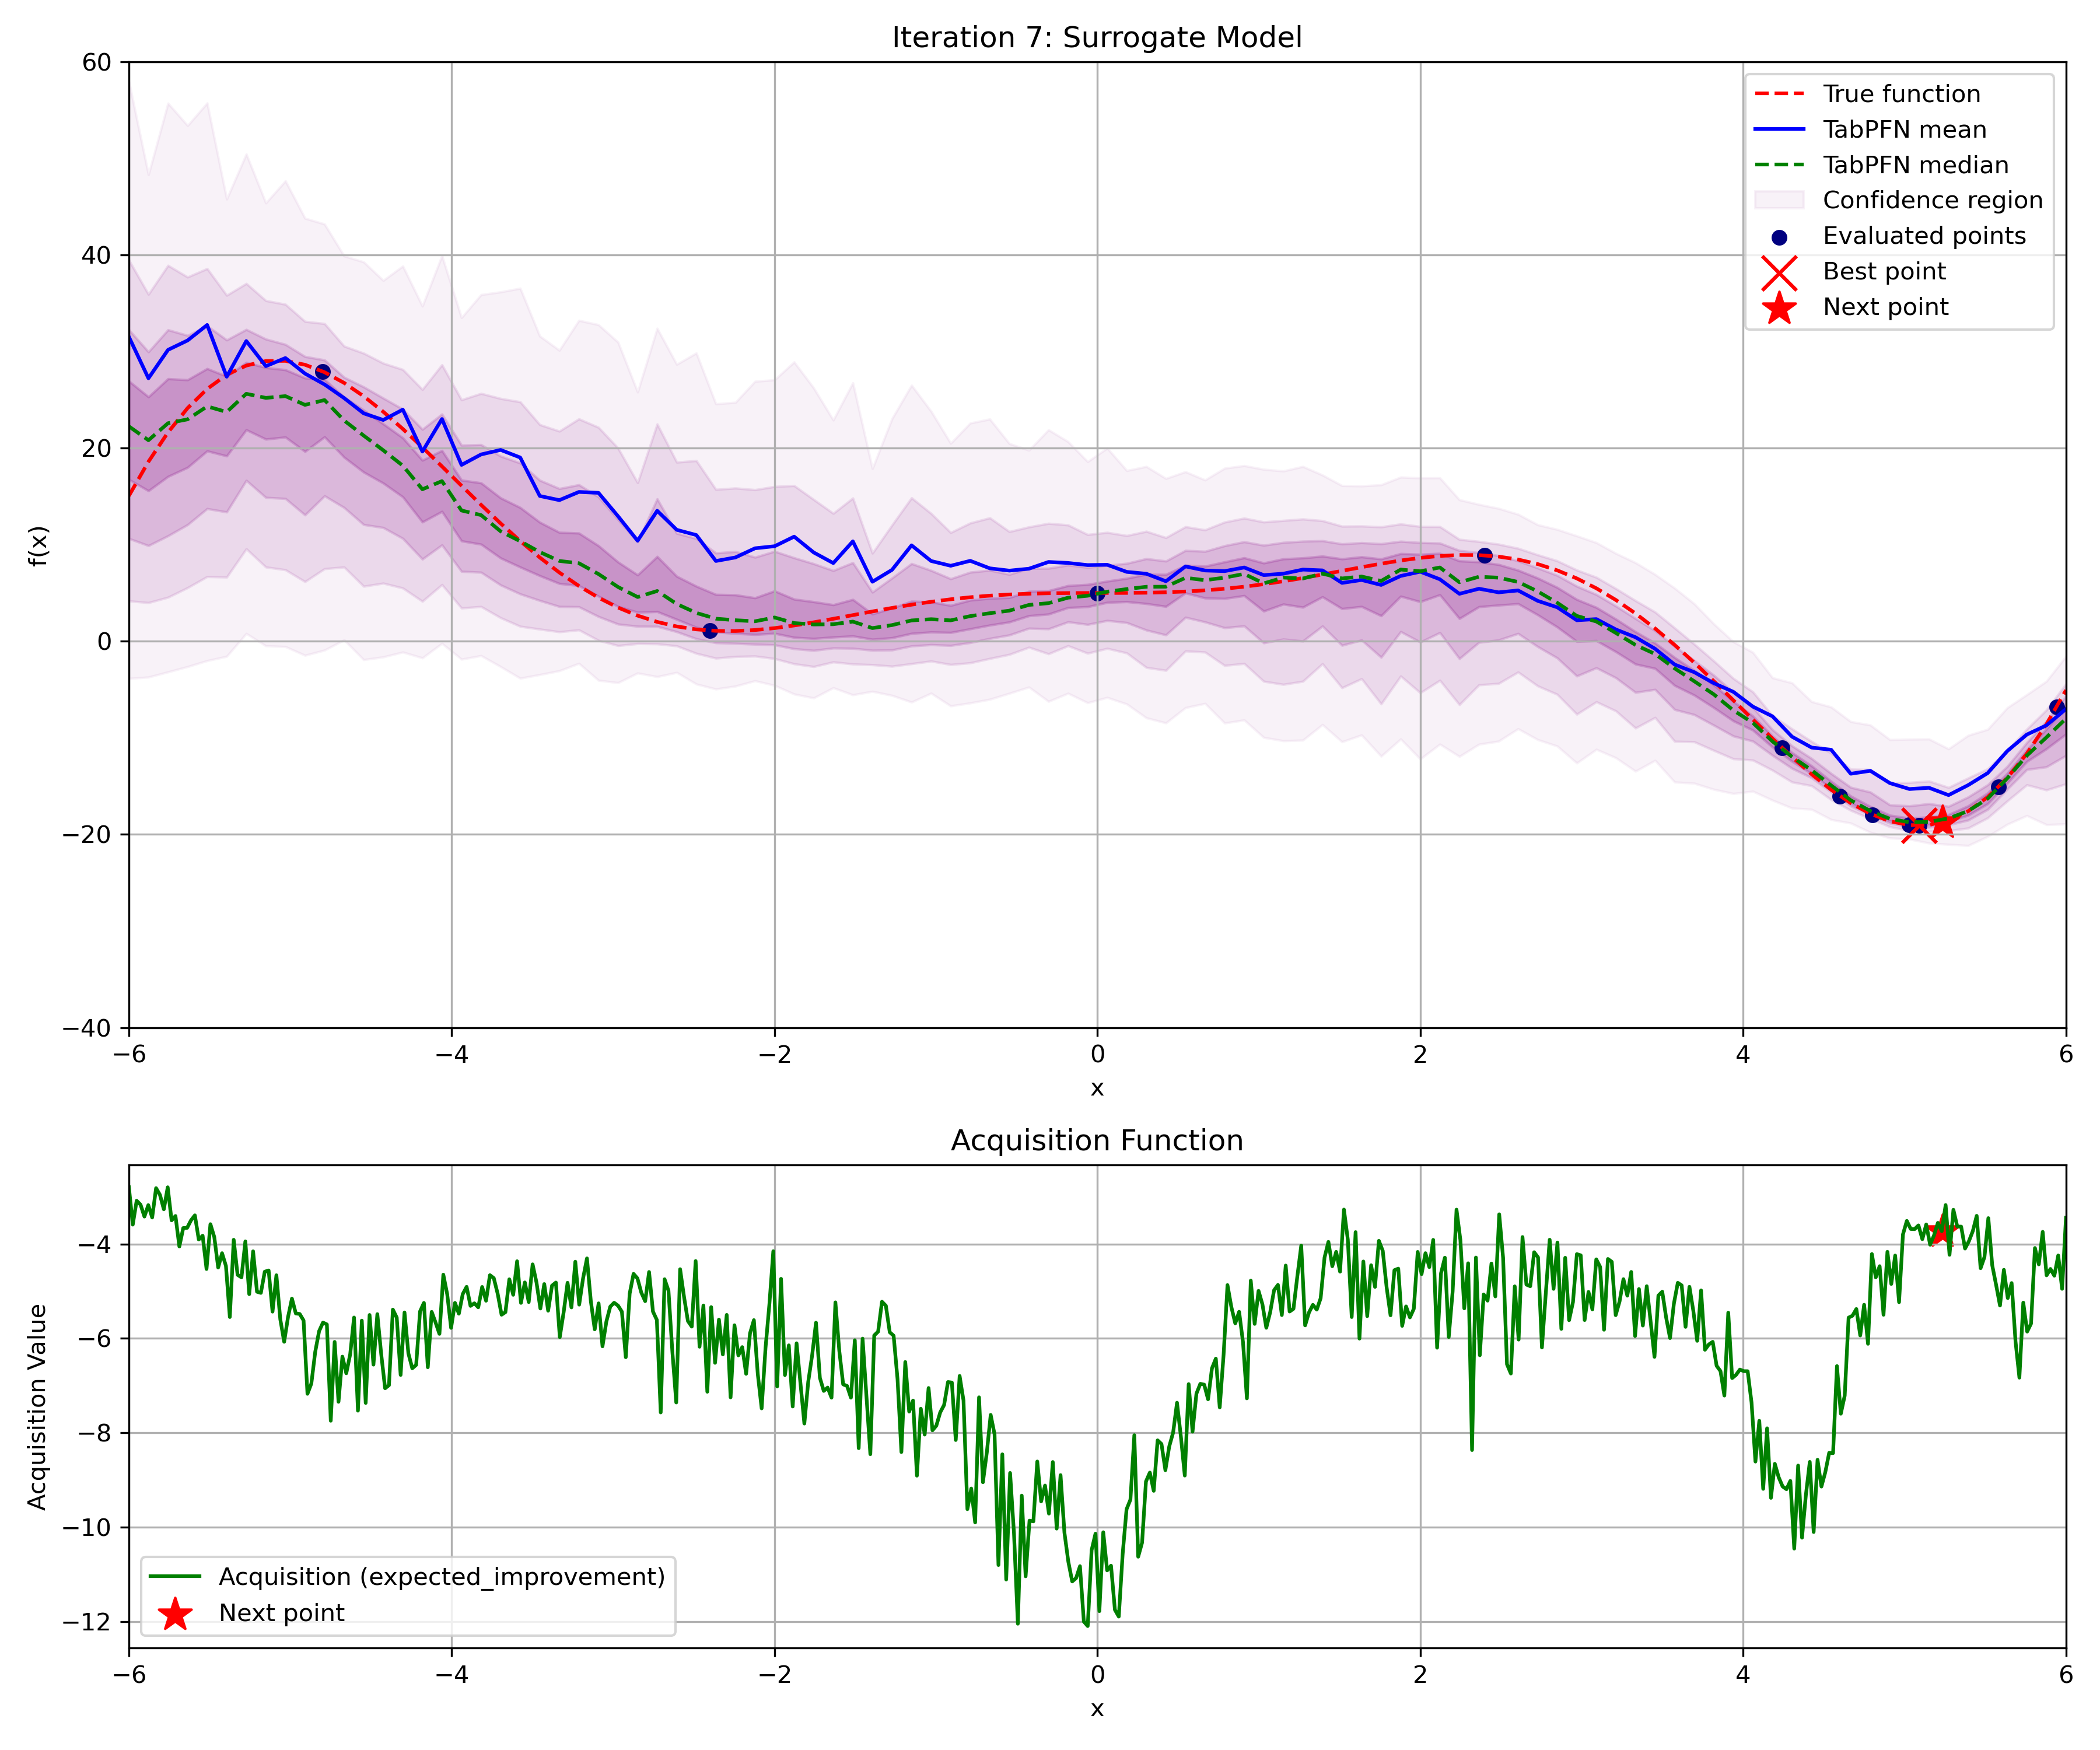 Iteration 7: Surrogate Model
60
40
20
0
−20
−40
f(x)
True function
TabPFN mean
TabPFN median
Confidence region
Evaluated points
Best point
Next point
−6
−4
−2
0
2
4
6
x
Acquisition Function
−4
−6
−8
−10
−12
Acquisition Value
Acquisition (expected_improvement)
Next point
−6
−4
−2
0
2
4
6
x